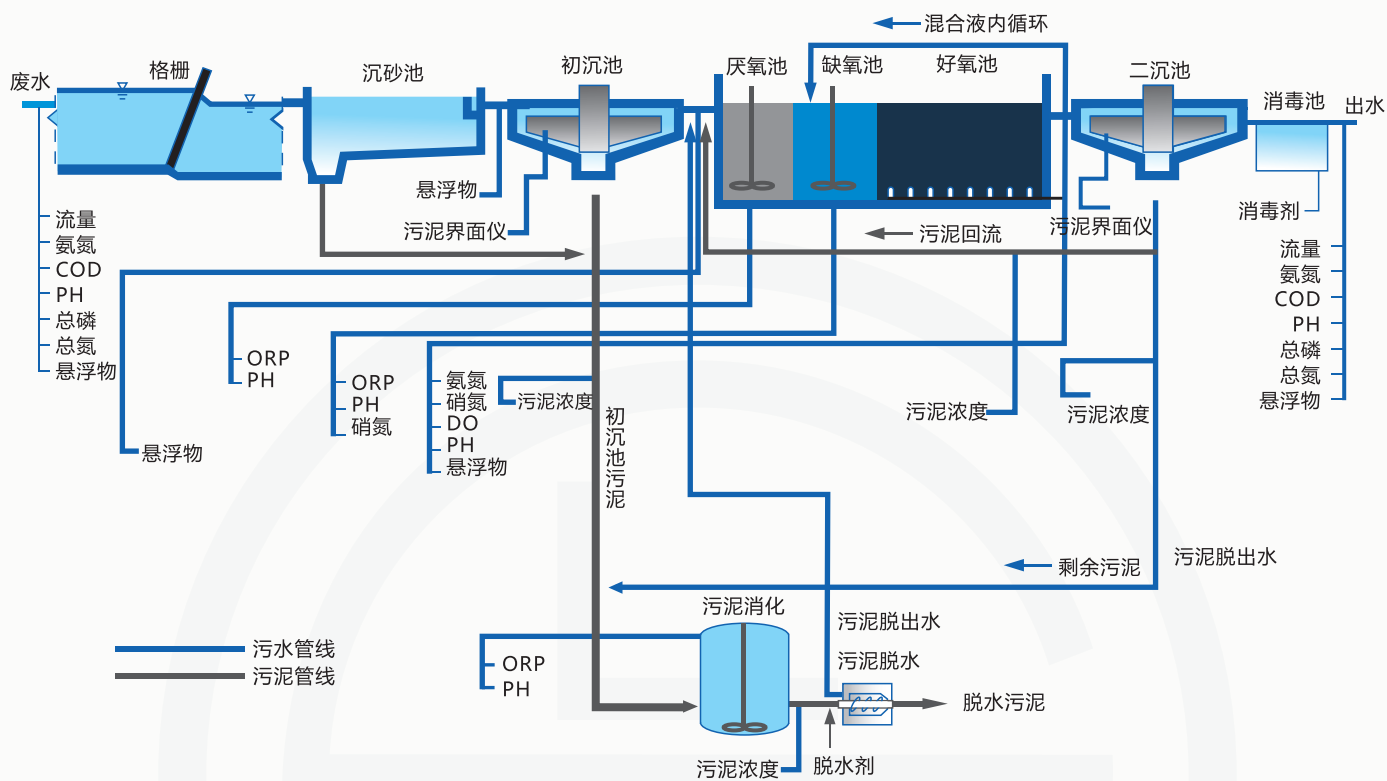 混合液内循环
废水
格栅
沉砂池
初沉池
厌氧池
缺氧池
好氧池
二沉池
消毒池
出水
悬浮物
污泥界面仪
污泥回流
污泥界面仪
消毒剂
流量
氨氮
COD
PH
总磷
总氮
悬浮物
流量
氨氮
COD
PH
总磷
总氮
悬浮物
ORP
PH
ORP
PH
硝氮
氨氮
硝氮
DO
PH
悬浮物
污泥浓度
初沉池污泥
污泥浓度
污泥浓度
悬浮物
剩余污泥
污泥脱出水
污泥消化
污泥脱出水
污水管线
污泥管线
ORP
PH
污泥脱水
脱水污泥
污泥浓度
脱水剂